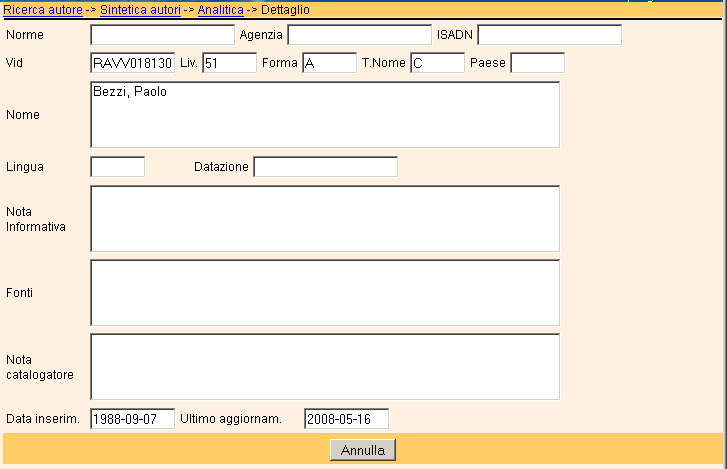 Ricerca autore -> Sintetica autori -> Analitica -> Dettaglio
Norme Agenzia ISADN
Vid RAVV018130 Liv. 51 Forma A T.Nome C Paese
Nome Bezzi, Paolo
Lingua Datazione
Nota
Informativa
Fonti
Nota
catalogatore
Data inserim. 1988-09-07 Ultimo aggiornam. 2008-05-16
Annulla